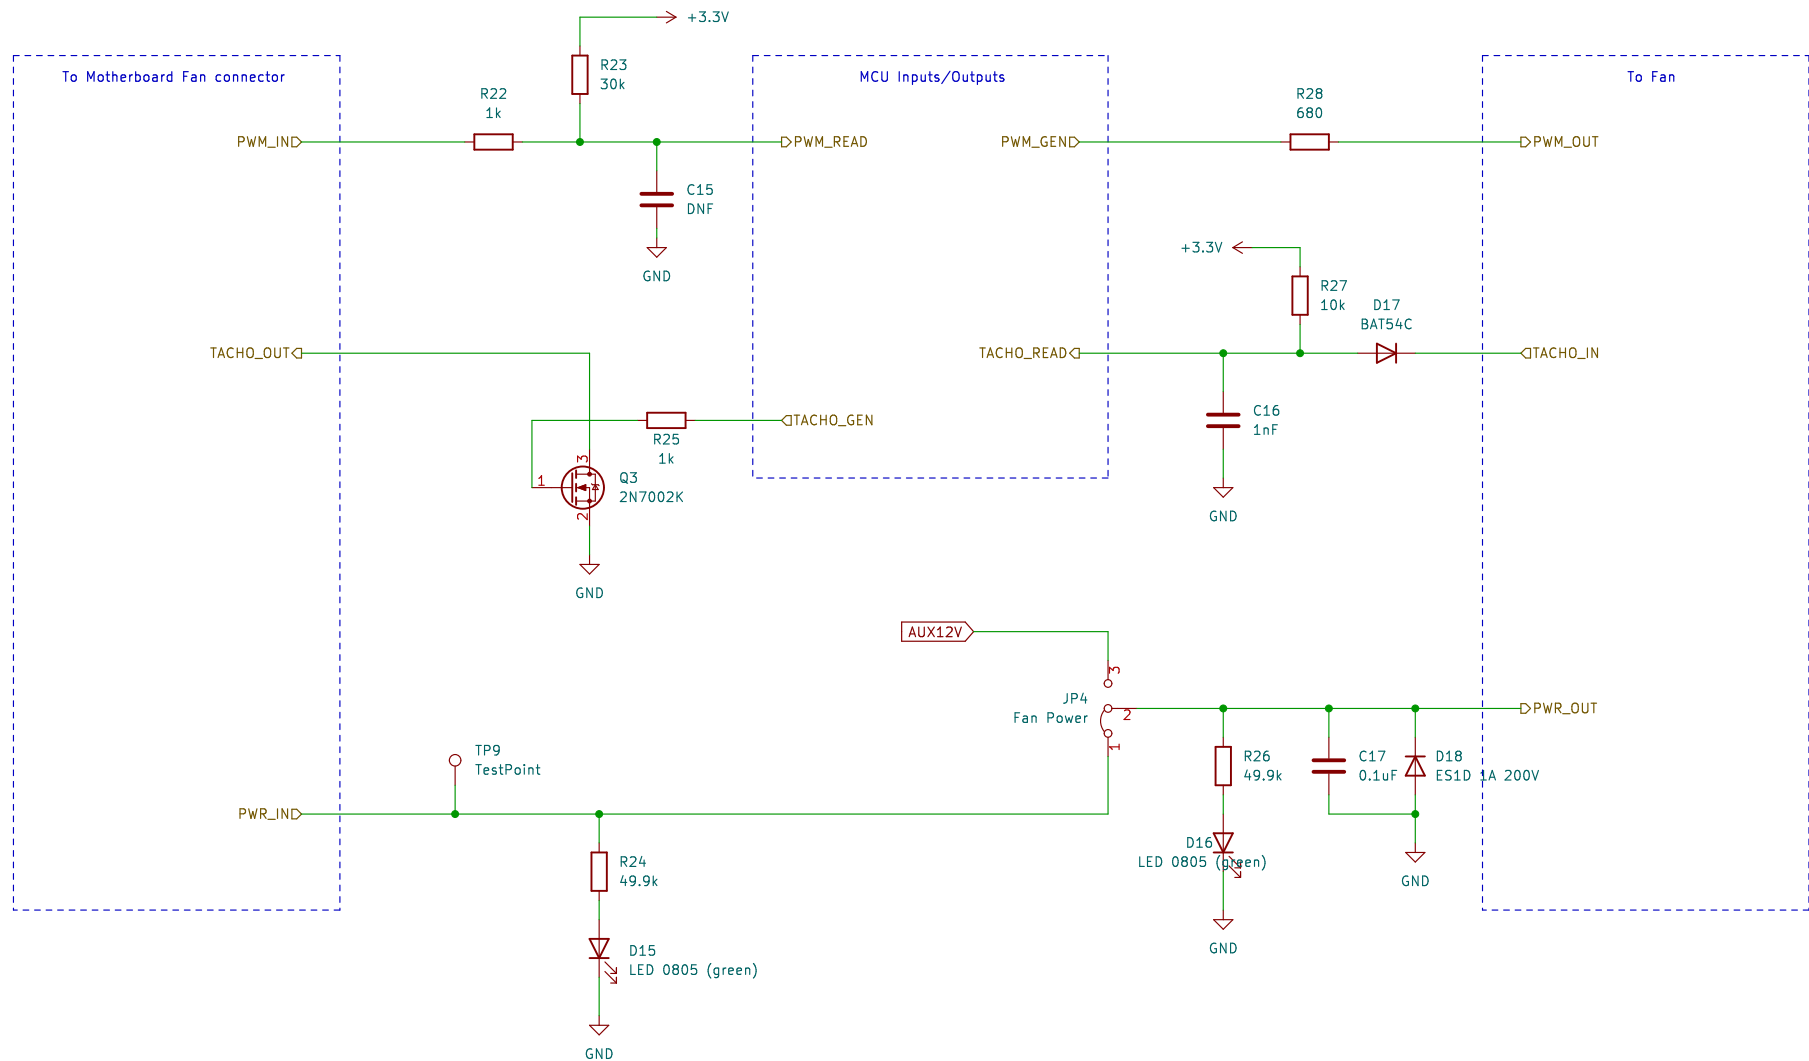 +3.3V
To Motherboard Fan connector
MCU Inputs/Outputs
To Fan
R23
30k
R22
1k
R28
680
PWM_IN
PWM_READ
PWM_GEN
PWM_OUT
C15
DNF
GND
+3.3V
R27
10k
D17
BAT54C
TACHO_OUT
TACHO_READ
TACHO_IN
C16
1nF
TACHO_GEN
R25
1k
3
1
Q3
2N7002K
2
GND
GND
AUX12V
3
JP4
Fan Power
2
1
PWR_OUT
TP9
TestPoint
R26
49.9k
C17
0.1uF
D18
ES1D 1A 200V
PWR_IN
D16
LED 0805 (green)
R24
49.9k
GND
GND
D15
LED 0805 (green)
GND